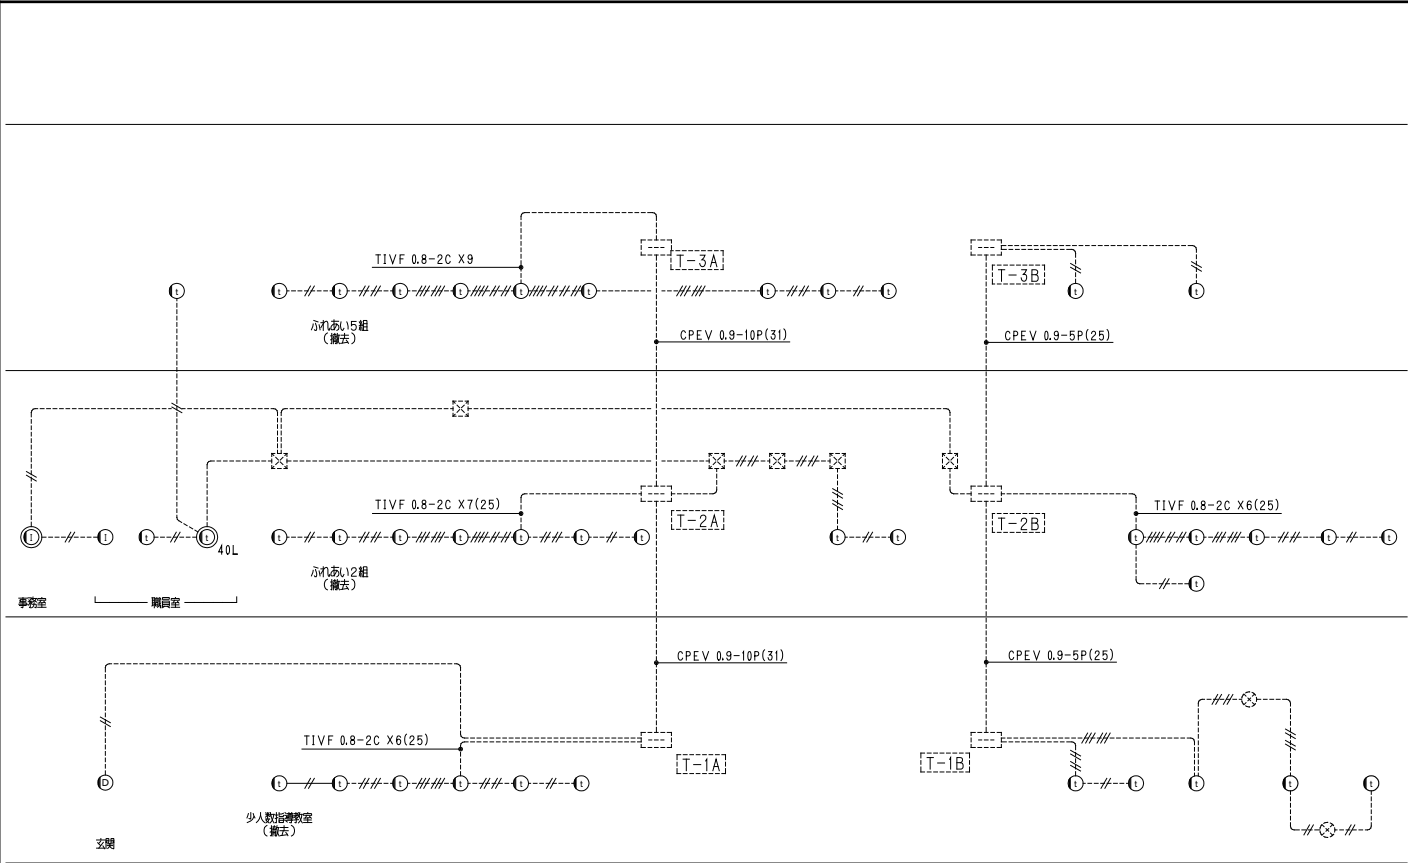 TIVF 0.8-2C X9
T-3A
T-3B
t
t t t t t t t t t
t t
ふれあい5組
(撤去)
CPEV 0.9-10P(31)
CPEV 0.9-5P(25)
TIVF 0.8-2C X7(25)
T-2A
T-2B
TIVF 0.8-2C X6(25)
I I t t
40L
t t t t t t t
t t
t t t t t
ふれあい2組
(撤去)
t
事務室
職員室
CPEV 0.9-10P(31)
CPEV 0.9-5P(25)
TIVF 0.8-2C X6(25)
T-1A
T-1B
D
t t t t t t
t t t t t
少人数指導教室
(撤去)
玄関